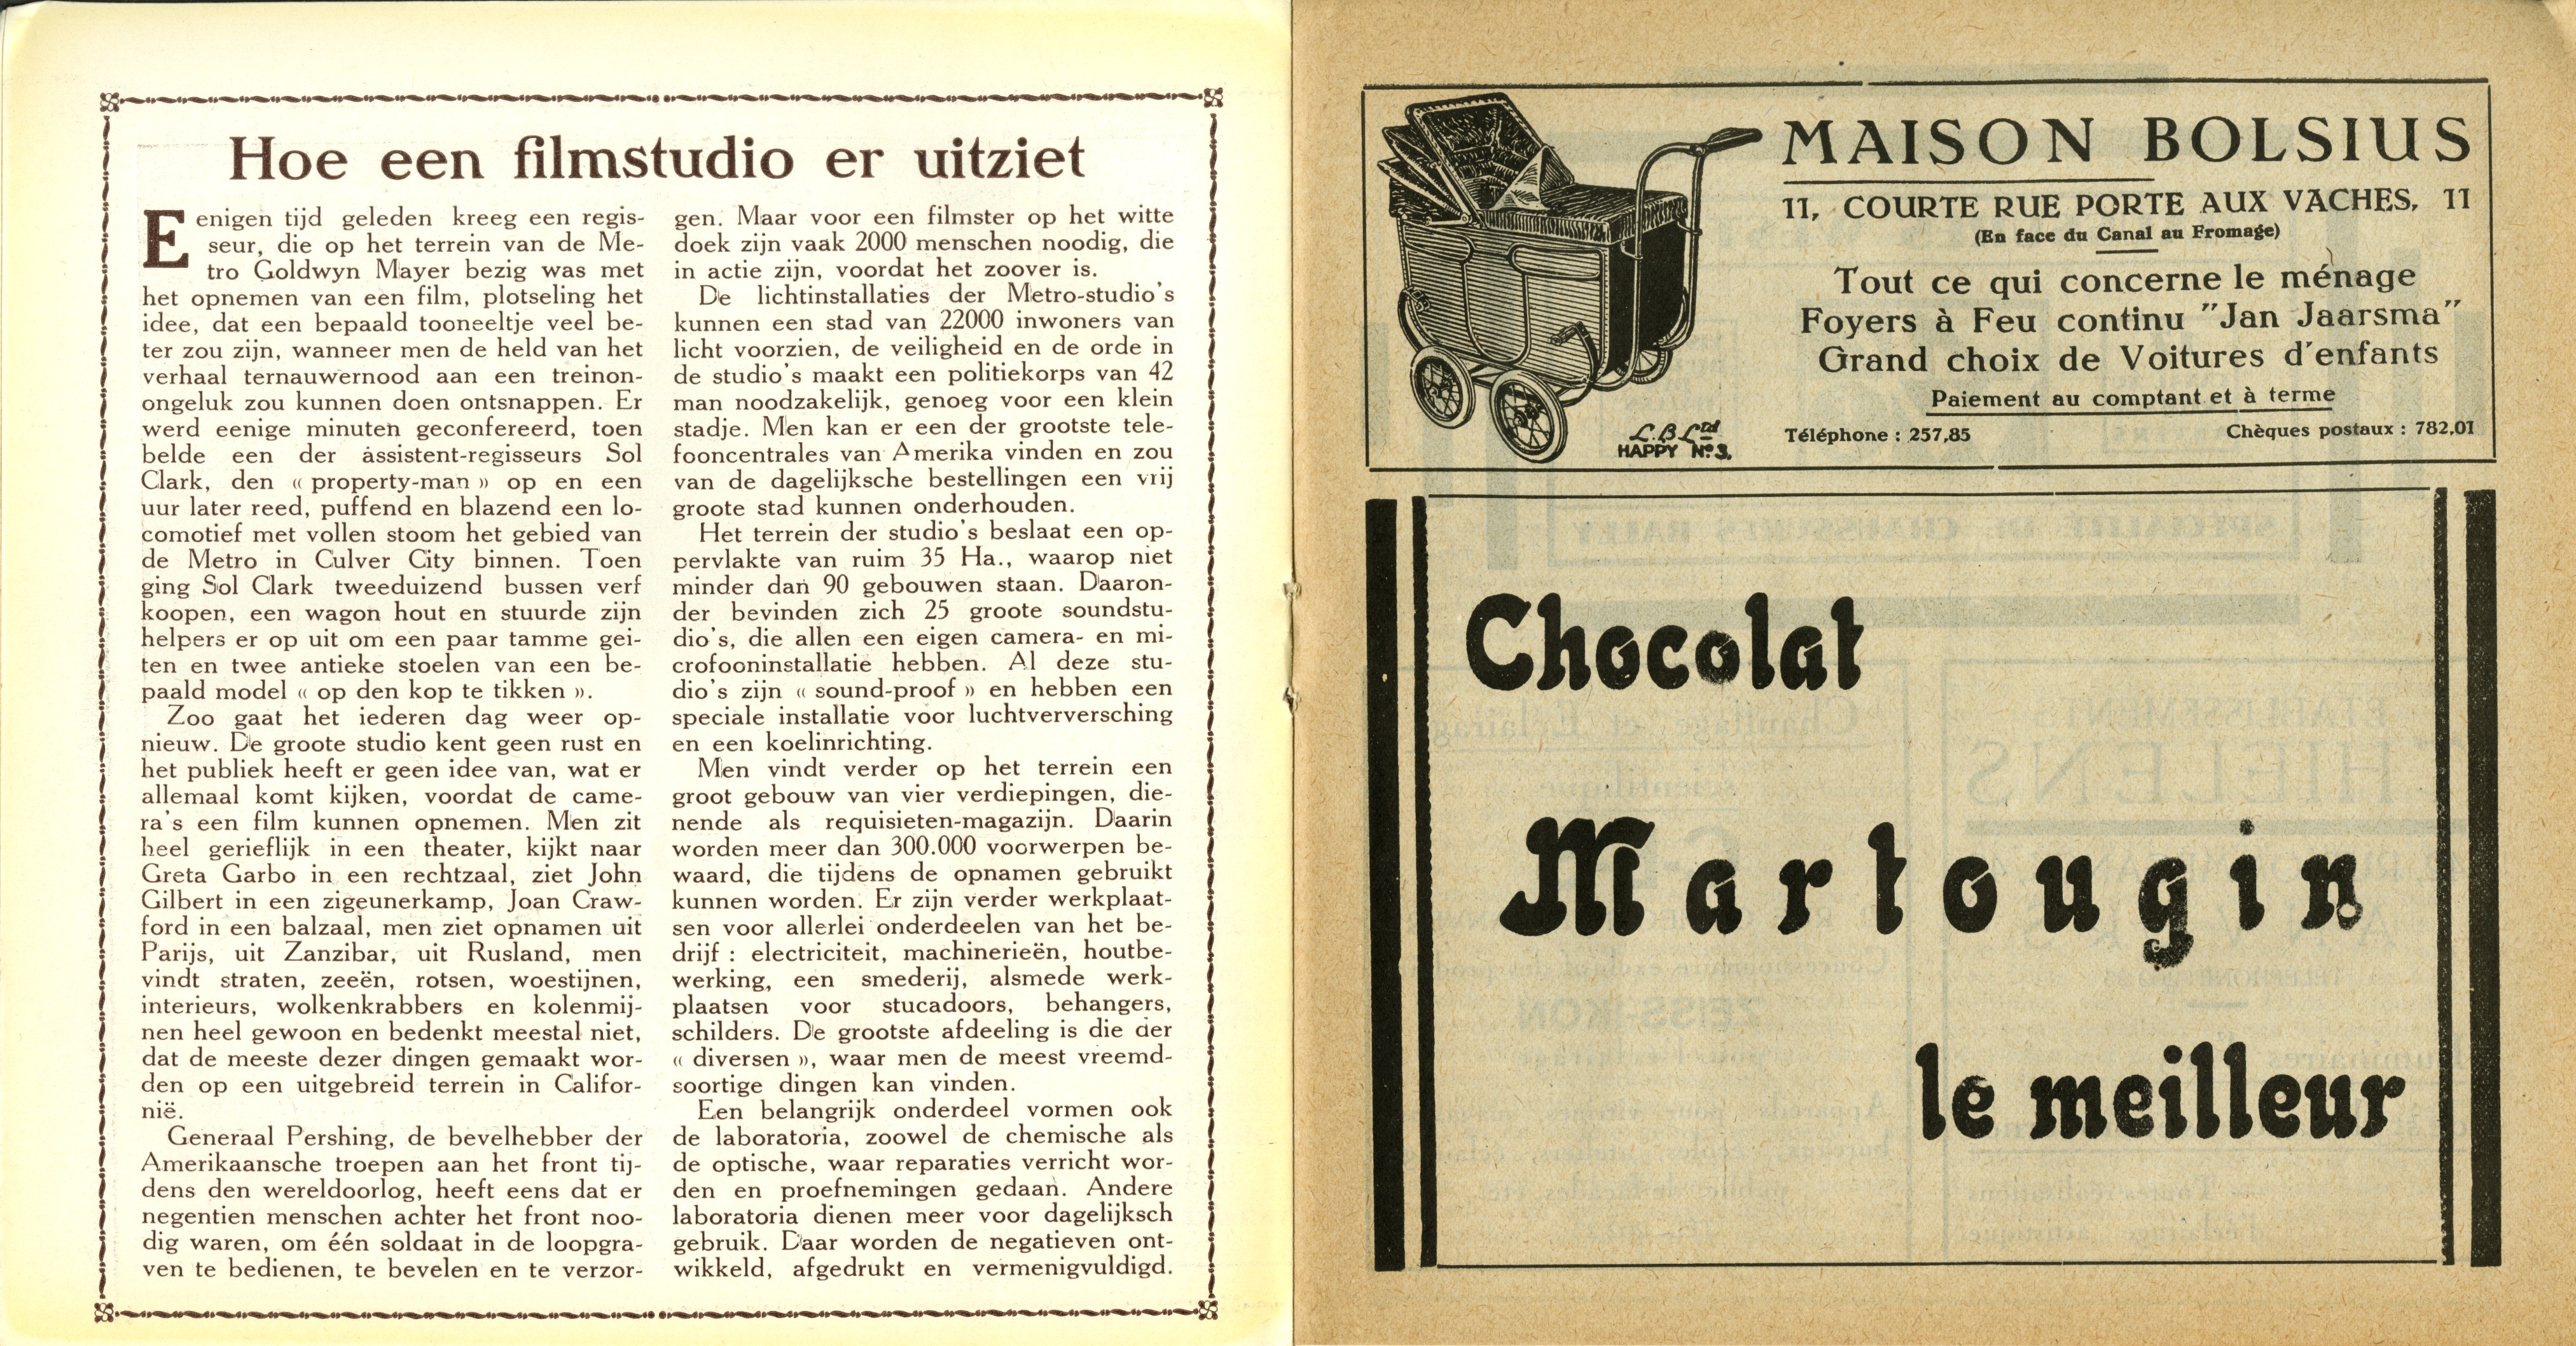 Hoe een filmstudio er uitziet
Eenigen tijd geleden kreeg een regis-
seur, die op het terrein van de Me-
tro Goldwyn Mayer bezig was met
het opnemen van een film, plotseling het
idee, dat een bepaald tooneeltje veel be-
ter zou zijn, wanneer men de held van het
verhaal ternauwernood aan een treinon-
ongeluk zou kunnen doen ontsnappen. Er
werd eenige minuten geconfereerd, toen
belde een der assistent-regisseurs Sol
Clark, den « property-man » op en een
uur later reed, puffend en blazend een lo-
comotief met vollen stoom het gebied van
de Metro in Culver City binnen. Toen
ging Sol Clark tweeduizend bussen verf
koopen, een wagon hout en stuurde zijn
helpers er op uit om een paar tamme gei-
ten en twee antieke stoelen van een be-
paald model « op den kop te tikken ».
Zoo gaat het iederen dag weer op-
nieuw. De groote studio kent geen rust en
het publiek heeft er geen idee van, wat er
allemaal komt kijken, voordat de came-
ra's een film kunnen opnemen. Men zit
heel gerieflijk in een theater, kijkt naar
Greta Garbo in een rechtzaal, ziet John
Gilbert in een zigeunerkamp, Joan Craw-
ford in een balzaal, men ziet opnamen uit
Parijs, uit Zanzibar, uit Rusland, men
vindt straten, zeeën, rotsen, woestijnen,
interieurs, wolkenkrabbers en kolenmij-
nen heel gewoon en bedenkt meestal niet,
dat de meeste dezer dingen gemaakt wor-
den op een uitgebreid terrein in Califor-
nië.
Generaal Pershing, de bevelhebber der
Amerikaansche troepen aan het front tij-
dens den wereldoorlog, heeft eens dat er
negentien menschen achter het front noo-
dig waren, om één soldaat in de loopgra-
ven te bedienen, te bevelen en te verzor-
gen. Maar voor een filmster op het witte
doek zijn vaak 2000 menschen noodig, die
in actie zijn, voordat het zoover is.
De lichtinstallaties der Metro-studio's
kunnen een stad van 22000 inwoners van
licht voorzien, de veiligheid en de orde in
de studio's maakt een politiekorps van 42
man noodzakelijk, genoeg voor een klein
stadje. Men kan er een der grootste tele-
fooncentrales van Amerika vinden en zou
van de dagelijksche bestellingen een vrij
groote stad kunnen onderhouden.
Het terrein der studio's beslaat een op-
pervlakte van ruim 35 Ha., waarop niet
minder dan 90 gebouwen staan. Daaron-
der bevinden zich 25 groote soundstu-
dio's, die allen een eigen camera- en mi-
crofooninstallatie hebben. Al deze stu-
dio's zijn « sound-proof » en hebben een
speciale installatie voor luchtverversching
en een koelinrichting.
Men vindt verder op het terrein een
groot gebouw van vier verdiepingen, die-
nende als requisieten-magazijn. Daarin
worden meer dan 300.000 voorwerpen be-
waard, die tijdens de opnamen gebruikt
kunnen worden. Er zijn verder werkplaat-
sen voor allerlei onderdeelen van het be-
drijf : electriciteit, machinerieën, houtbe-
werking, een smederij, alsmede werk-
plaatsen voor stucadoors, behangers,
schilders. De grootste afdeeling is die der
« diversen », waar men de meest vreemd-
soortige dingen kan vinden.
Een belangrijk onderdeel vormen ook
de laboratoria, zoowel de chemische als
de optische, waar reparaties verricht wor-
den en proefnemingen gedaan. Andere
laboratoria dienen meer voor dagelijksch
gebruik. Daar worden de negatieven ont-
wikkeld, afgedrukt en vermenigvuldigd.
MAISON BOLSIUS
11, COURTE RUE PORTE AUX VACHES, 11
(En face du Canal au Fromage)
Tout ce qui concerne le ménage
Foyers à Feu continu "Jan Jaarsma"
Grand choix de Voitures d'enfants
Paiement au comptant et à terme
Téléphone : 257,85 Chèques postaux : 782,01
L.B Ltd
HAPPY Nº 3.
Chocolat
Martougin
le meilleur